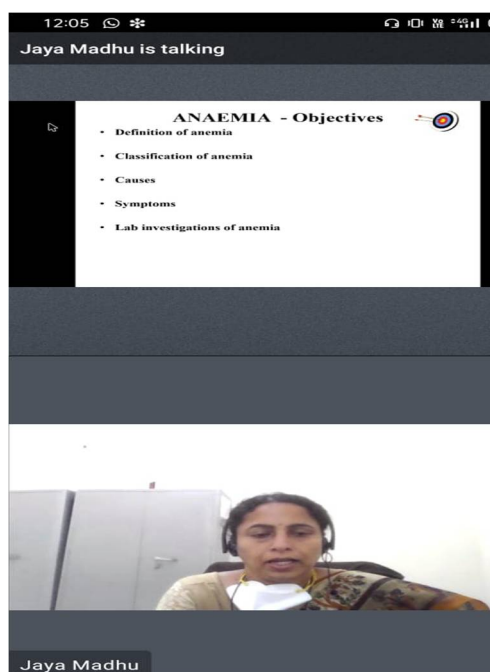 12:05
4G
Jaya Madhu is talking
ANAEMIA - Objectives
• Definition of anemia
• Classification of anemia
• Causes
• Symptoms
• Lab investigations of anemia
Jaya Madhu